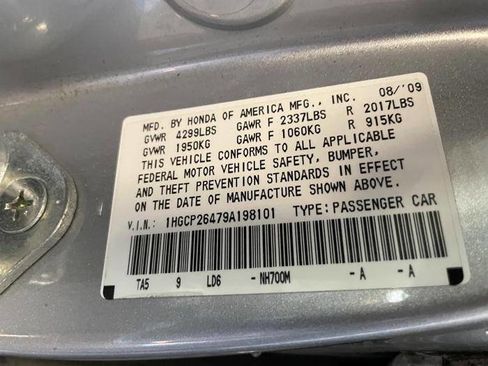 MFD. BY HONDA OF AMERICA MFG., INC. 08/'09
GVWR 4299LBS GAWR F 2337LBS R 2017LBS
GVWR 1950KG GAWR F 1060KG R 915KG
THIS VEHICLE CONFORMS TO ALL APPLICABLE
FEDERAL MOTOR VEHICLE SAFETY, BUMPER,
AND THEFT PREVENTION STANDARDS IN EFFECT
ON THE DATE OF MANUFACTURE SHOWN ABOVE.
V.I.N.: 1HGCP26479A198101 TYPE:PASSENGER CAR
TA5 9 LD6 -NH700M -A -A